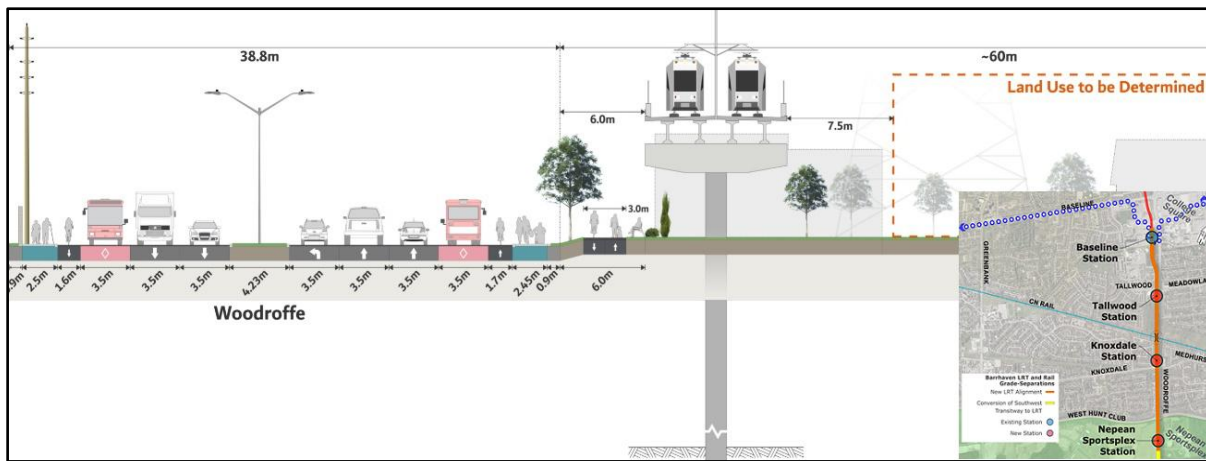 38.8m
~60m
Land Use to be Determined
6.0m
7.5m
3.0m
2.5m
1.6m
3.5m
3.5m
3.5m
4.23m
3.5m
3.5m
3.5m
3.5m
1.7m
2.45m
0.9m
6.0m
Woodroffe
BASELINE
College
Square
GREENBANK
Baseline
Station
TALLWOOD
Tallwood
Station
CN RAIL
Knoxdale
Station
KNOXDALE
WOODROFFE
Barrhaven LRT and Rail
Grade-Separations
New LRT Alignment
Conversion of Southwest
Transitway to LRT
Existing Station
New Station
WEST HUNT CLUB
Nepean
Sportsplex
Station
Nepean
Sportsplex